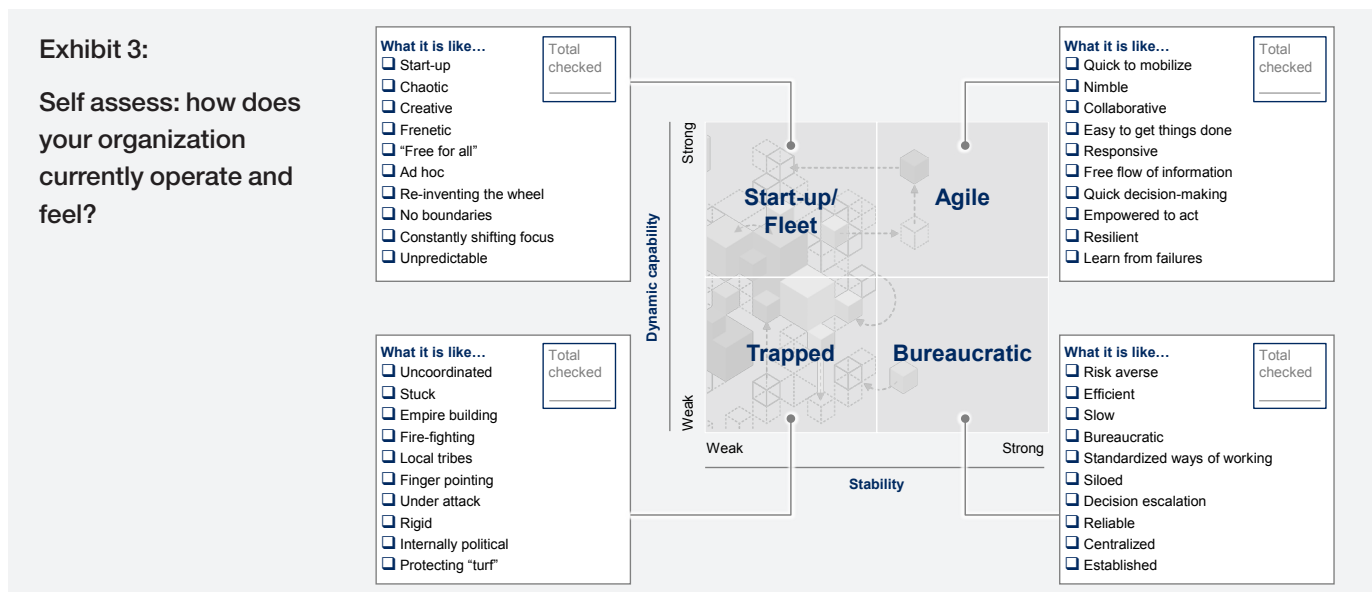 Exhibit 3:
Self assess: how does
your organization
currently operate and
feel?
What it is like…
❑ Start-up
❑ Chaotic
❑ Creative
❑ Frenetic
❑ “Free for all”
❑ Ad hoc
❑ Re-inventing the wheel
❑ No boundaries
❑ Constantly shifting focus
❑ Unpredictable
Total
checked
What it is like…
❑ Quick to mobilize
❑ Nimble
❑ Collaborative
❑ Easy to get things done
❑ Responsive
❑ Free flow of information
❑ Quick decision-making
❑ Empowered to act
❑ Resilient
❑ Learn from failures
Total
checked
Dynamic capability
Strong
Weak
Start-up/
Fleet
Agile
Trapped
Bureaucratic
Weak
Strong
Stability
What it is like…
❑ Uncoordinated
❑ Stuck
❑ Empire building
❑ Fire-fighting
❑ Local tribes
❑ Finger pointing
❑ Under attack
❑ Rigid
❑ Internally political
❑ Protecting “turf”
Total
checked
What it is like…
❑ Risk averse
❑ Efficient
❑ Slow
❑ Bureaucratic
❑ Standardized ways of working
❑ Siloed
❑ Decision escalation
❑ Reliable
❑ Centralized
❑ Established
Total
checked